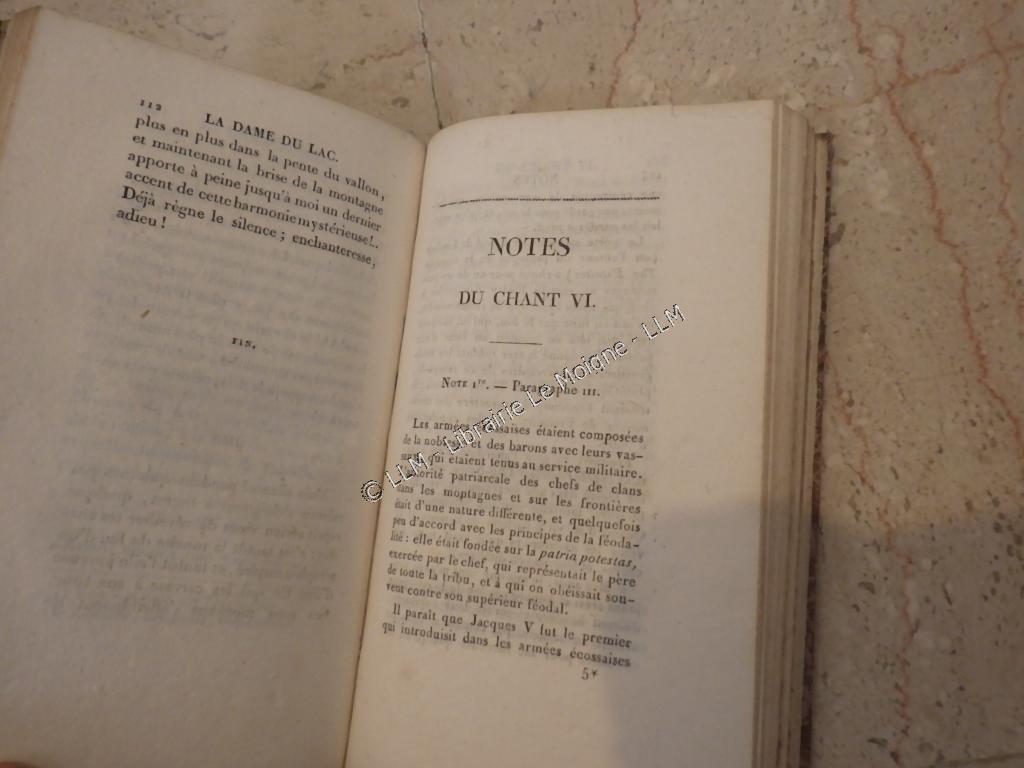 112
LA DAME DU LAC.
plus en plus dans la pente du vallon,
et maintenant la brise de la montagne
apporte à peine jusqu'à moi un dernier
accent de cette harmonie mystérieuse!.
Déjà règne le silence; enchanteresse,
adieu!
FIN.
NOTES
DU CHANT VI.
NOTE Ire. — Paragraphe III.
Les armées écossaises étaient composées
de la noblesse et des barons avec leurs vas-
qui étaient tenus au service militaire.
patriarcale des chefs de clans
dans les montagnes et sur les frontières
était d'une nature différente, et quelquefois
peu d'accord avec les principes de la féoda-
lité: elle était fondée sur la patria potestas,
exercée par le chef, qui représentait le père
de toute la tribu, et à qui on obéissait sou-
vent contre son supérieur féodal.
Il paraît que Jacques V fut le premier
qui introduisit dans les armées écossaises
5*
© LLM - Librairie Le Moigne - LLM